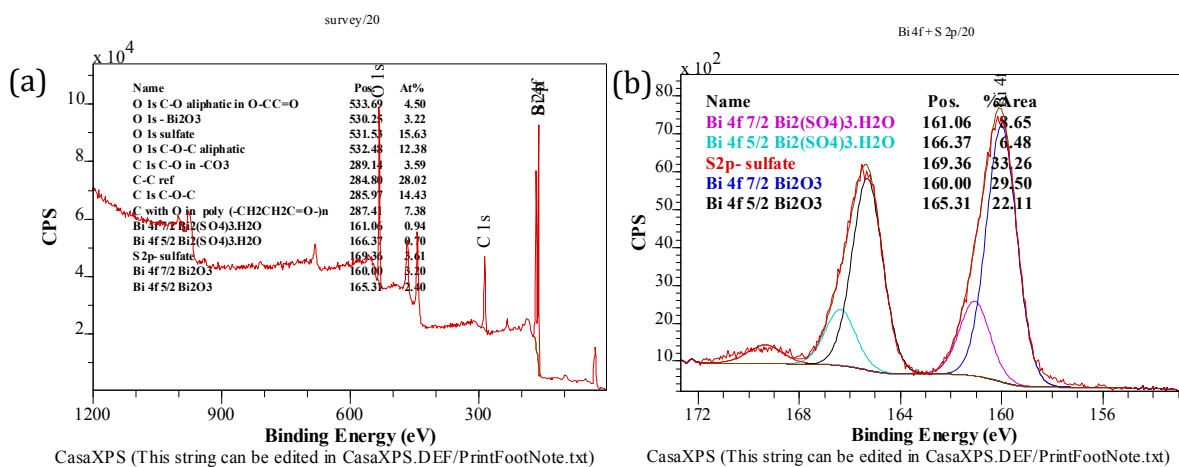 survey/20
(a)
x 10⁴
Name Pos. At%
O 1s C-O aliphatic in O-CC=O 533.69 4.50
O 1s - Bi2O3 530.25 3.22
O 1s sulfate 531.53 15.63
O 1s C-O-C aliphatic 532.48 12.38
C 1s C-O in -CO3 289.14 3.59
C-C ref 284.80 28.02
C 1s C-O-C 285.97 14.43
C with O in poly (-CH2CH2C=O-)n 287.41 7.38
Bi 4f 7/2 Bi2(SO4)3.H2O 161.06 0.94
Bi 4f 5/2 Bi2(SO4)3.H2O 166.37 0.70
S2p- sulfate 169.36 3.61
Bi 4f 7/2 Bi2O3 160.00 3.20
Bi 4f 5/2 Bi2O3 165.31 2.40
O 1s
C 1s
CPS
10
8
6
4
2
1200 900 600 300
Binding Energy (eV)
CasaXPS (This string can be edited in CasaXPS.DEF/PrintFootNote.txt)
Bi 4f + S 2p/20
(b)
x 10²
Name Pos. %Area
Bi 4f 7/2 Bi2(SO4)3.H2O 161.06 8.65
Bi 4f 5/2 Bi2(SO4)3.H2O 166.37 6.48
S2p- sulfate 169.36 33.26
Bi 4f 7/2 Bi2O3 160.00 29.50
Bi 4f 5/2 Bi2O3 165.31 22.11
Bi 4f
CPS
80
70
60
50
40
30
20
10
172 168 164 160 156
Binding Energy (eV)
CasaXPS (This string can be edited in CasaXPS.DEF/PrintFootNote.txt)